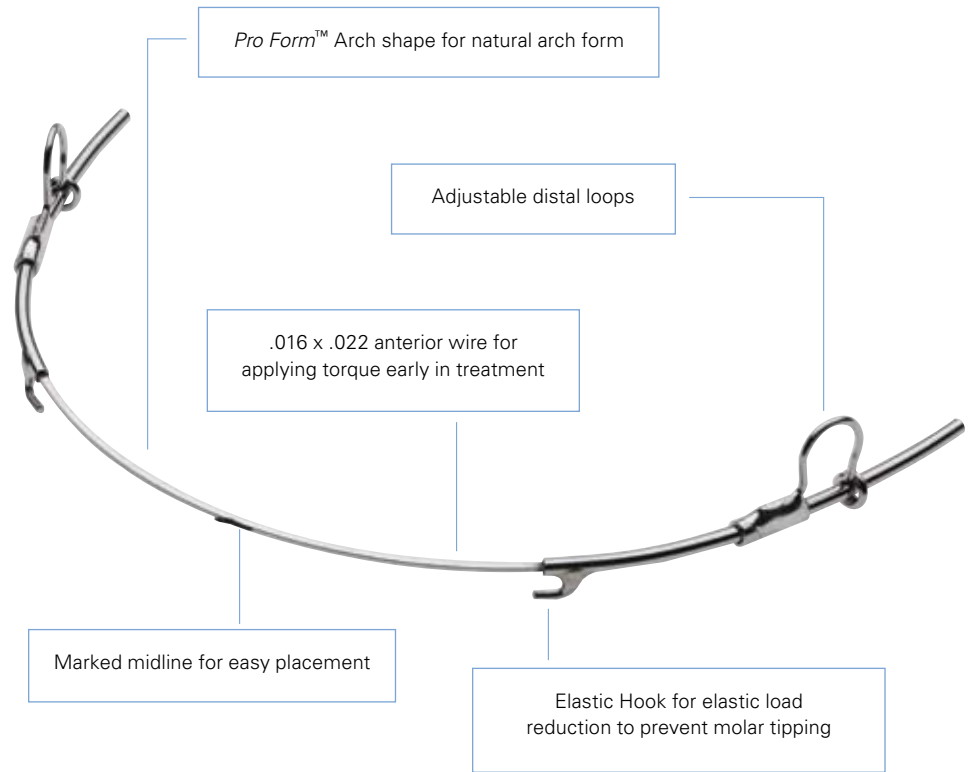 Pro Form™ Arch shape for natural arch form
Adjustable distal loops
.016 x .022 anterior wire for
applying torque early in treatment
Marked midline for easy placement
Elastic Hook for elastic load
reduction to prevent molar tipping